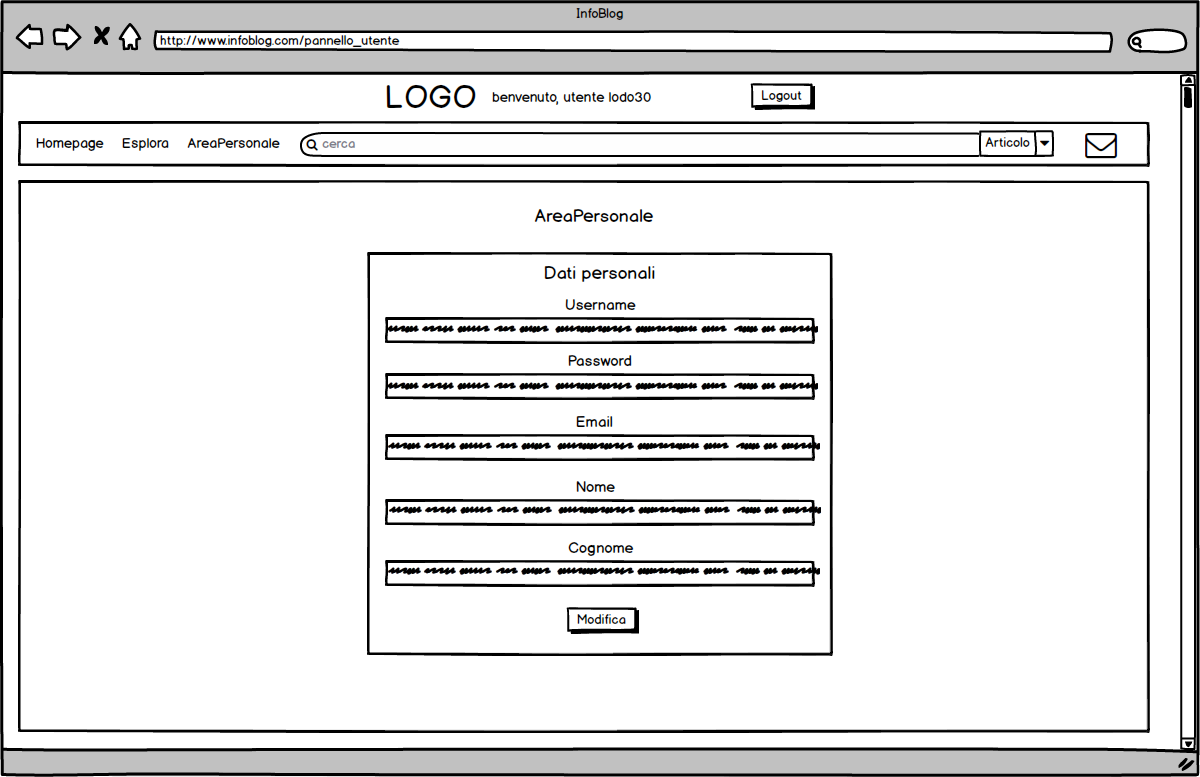 InfoBlog
http://www.infoblog.com/pannello_utente
LOGO benvenuto, utente lodo30 Logout
Homepage Esplora AreaPersonale cerca Articolo
AreaPersonale
Dati personali
Username
Password
Email
Nome
Cognome
Modifica